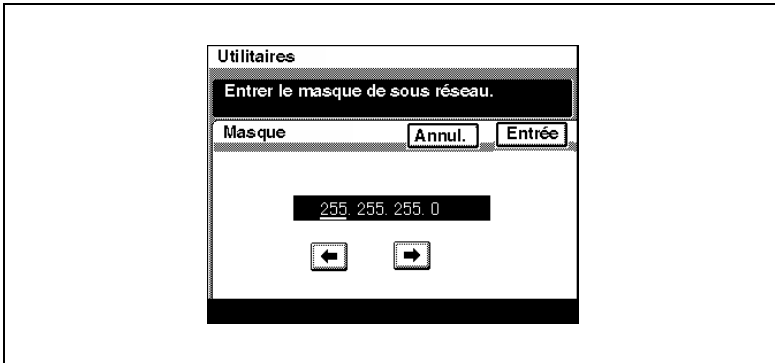 Utilitaires
Entrer le masque de sous réseau.
Masque Annul. Entrée
255. 255. 255. 0